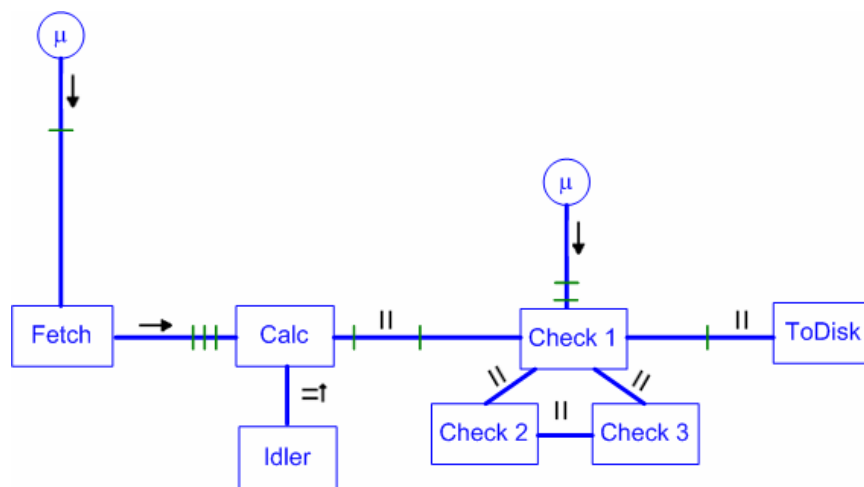 μ
μ
Fetch
Calc
Check 1
ToDisk
Check 2
Check 3
Idler